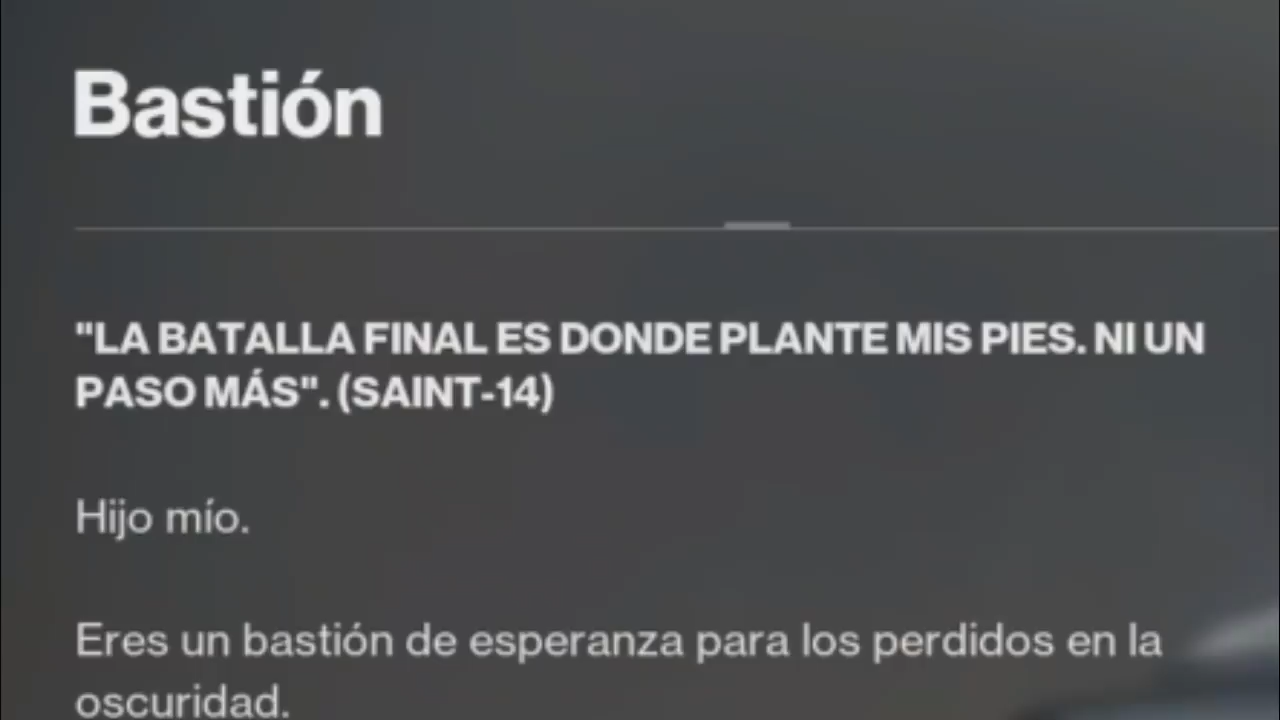 Bastión
"LA BATALLA FINAL ES DONDE PLANTE MIS PIES. NI UN
PASO MÁS". (SAINT-14)
Hijo mío.
Eres un bastión de esperanza para los perdidos en la
oscuridad.